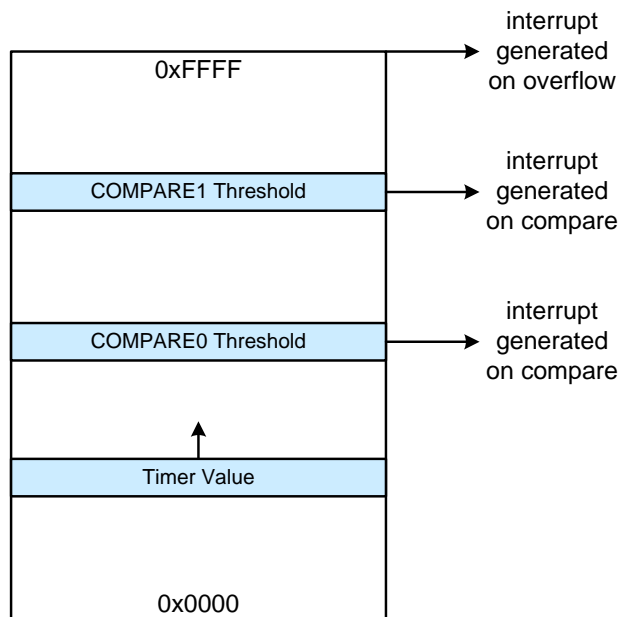 interrupt
generated
on overflow
0xFFFF
interrupt
generated
on compare
COMPARE1 Threshold
interrupt
generated
on compare
COMPARE0 Threshold
Timer Value
0x0000